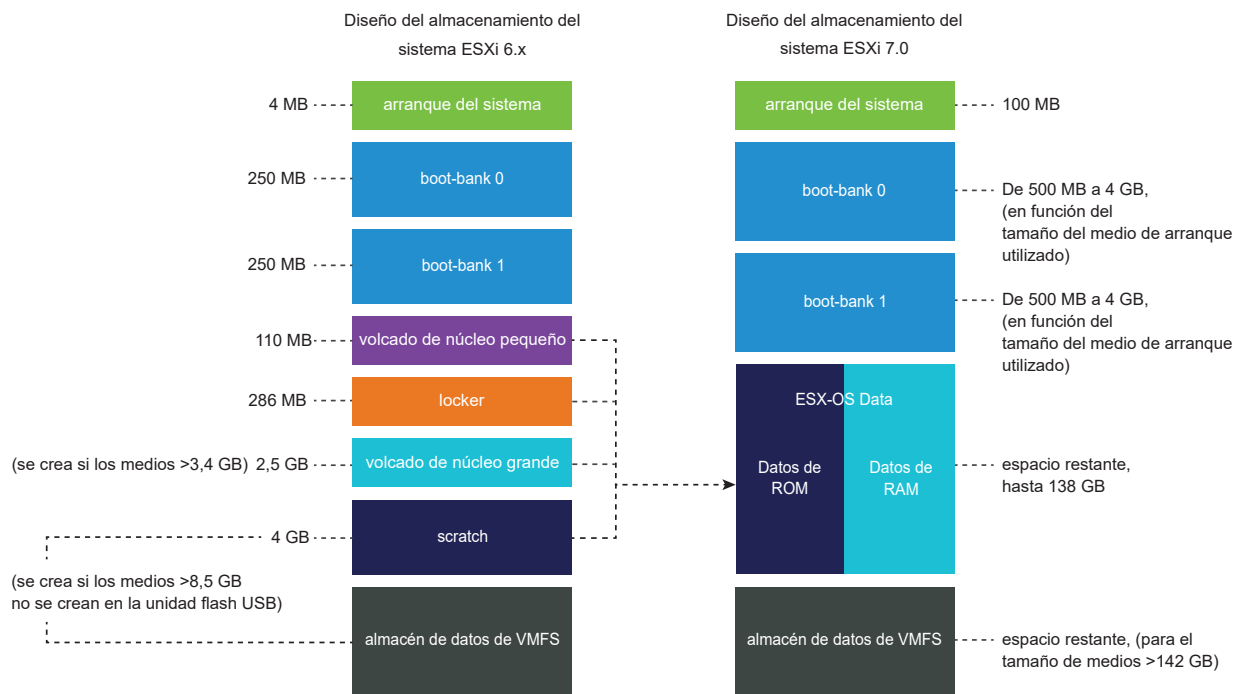 Diseño del almacenamiento del
sistema ESXi 6.x
4 MB
arranque del sistema
250 MB
boot-bank 0
250 MB
boot-bank 1
110 MB
volcado de núcleo pequeño
286 MB
locker
(se crea si los medios >3,4 GB) 2,5 GB
volcado de núcleo grande
4 GB
scratch
(se crea si los medios >8,5 GB
no se crean en la unidad flash USB)
almacén de datos de VMFS
Diseño del almacenamiento del
sistema ESXi 7.0
arranque del sistema
100 MB
boot-bank 0
De 500 MB a 4 GB,
(en función del
tamaño del medio de arranque
utilizado)
boot-bank 1
De 500 MB a 4 GB,
(en función del
tamaño del medio de arranque
utilizado)
ESX-OS Data
Datos de
ROM
Datos de
RAM
espacio restante,
hasta 138 GB
almacén de datos de VMFS
espacio restante, (para el
tamaño de medios >142 GB)